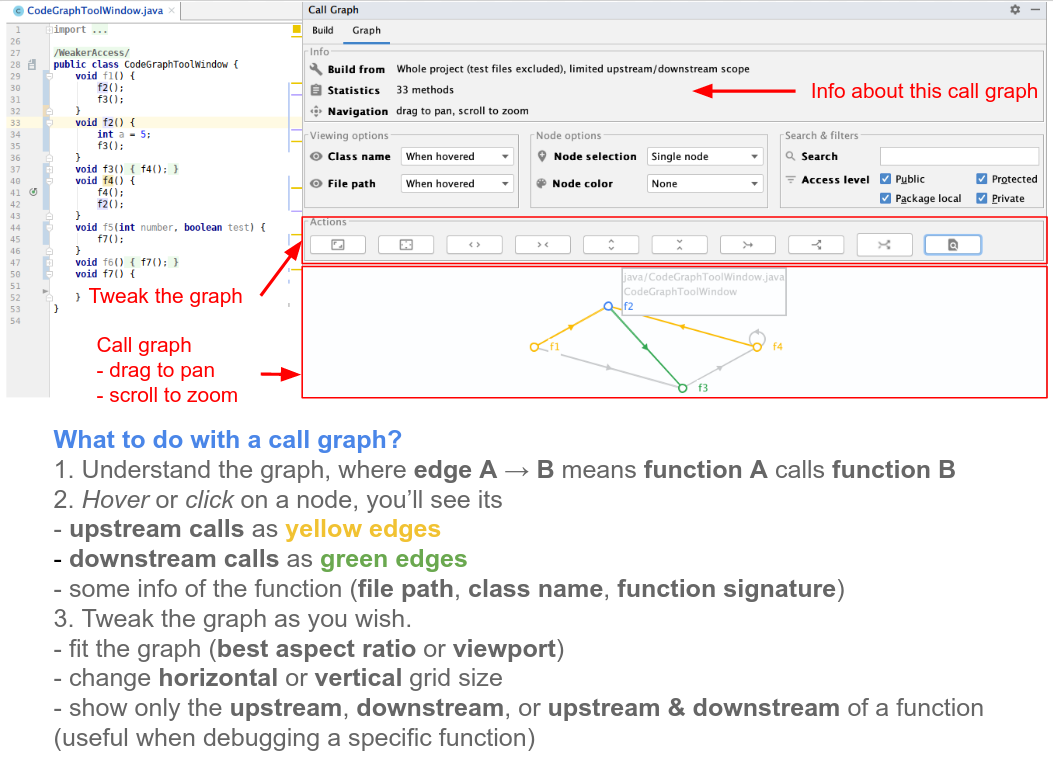 CodeGraphToolWindow.java
1 import ...
26
27 /WeakerAccess/
28 public class CodeGraphToolWindow {
29 void f1() {
30 f2();
31 f3();
32 }
33 void f2() {
34 int a = 5;
35 f3();
36 }
37 void f3() { f4(); }
40 void f4() {
41 f4();
42 f2();
43 }
44 void f5(int number, boolean test) {
45 f7();
46 }
47 void f6() { f7(); }
50 void f7() {
51
52 }
53 }
54
Call Graph
Build Graph
Info
Build from Whole project (test files excluded), limited upstream/downstream scope
Statistics 33 methods
Navigation drag to pan, scroll to zoom
Info about this call graph
Viewing options
Class name When hovered
File path When hovered
Node options
Node selection Single node
Node color None
Search & filters
Search
Access level Public Protected
Package local Private
Actions
Tweak the graph
java/CodeGraphToolWindow.java
CodeGraphToolWindow
f2
f1
f4
f3
Call graph
- drag to pan
- scroll to zoom
What to do with a call graph?
1. Understand the graph, where edge A → B means function A calls function B
2. Hover or click on a node, you’ll see its
- upstream calls as yellow edges
- downstream calls as green edges
- some info of the function (file path, class name, function signature)
3. Tweak the graph as you wish.
- fit the graph (best aspect ratio or viewport)
- change horizontal or vertical grid size
- show only the upstream, downstream, or upstream & downstream of a function
(useful when debugging a specific function)